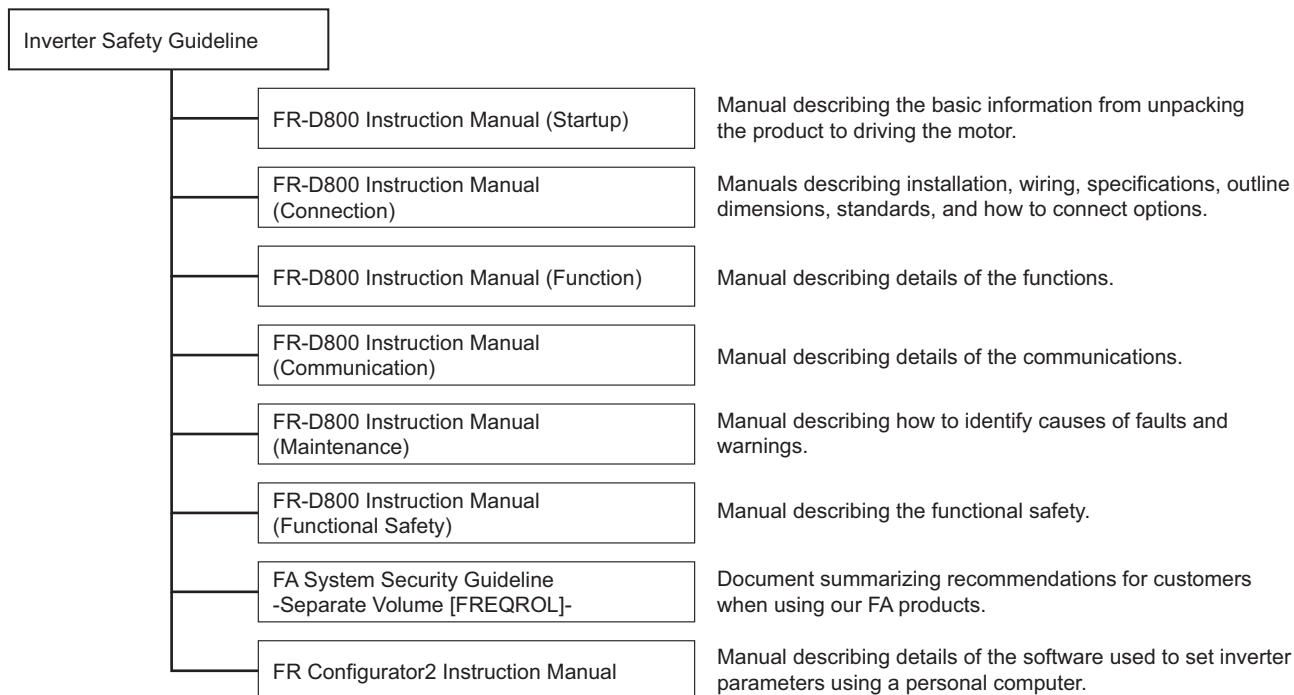 Inverter Safety Guideline
FR-D800 Instruction Manual (Startup)
Manual describing the basic information from unpacking
the product to driving the motor.
FR-D800 Instruction Manual
(Connection)
Manuals describing installation, wiring, specifications, outline
dimensions, standards, and how to connect options.
FR-D800 Instruction Manual (Function)
Manual describing details of the functions.
FR-D800 Instruction Manual
(Communication)
Manual describing details of the communications.
FR-D800 Instruction Manual
(Maintenance)
Manual describing how to identify causes of faults and
warnings.
FR-D800 Instruction Manual
(Functional Safety)
Manual describing the functional safety.
FA System Security Guideline
-Separate Volume [FREQROL]-
Document summarizing recommendations for customers
when using our FA products.
FR Configurator2 Instruction Manual
Manual describing details of the software used to set inverter
parameters using a personal computer.